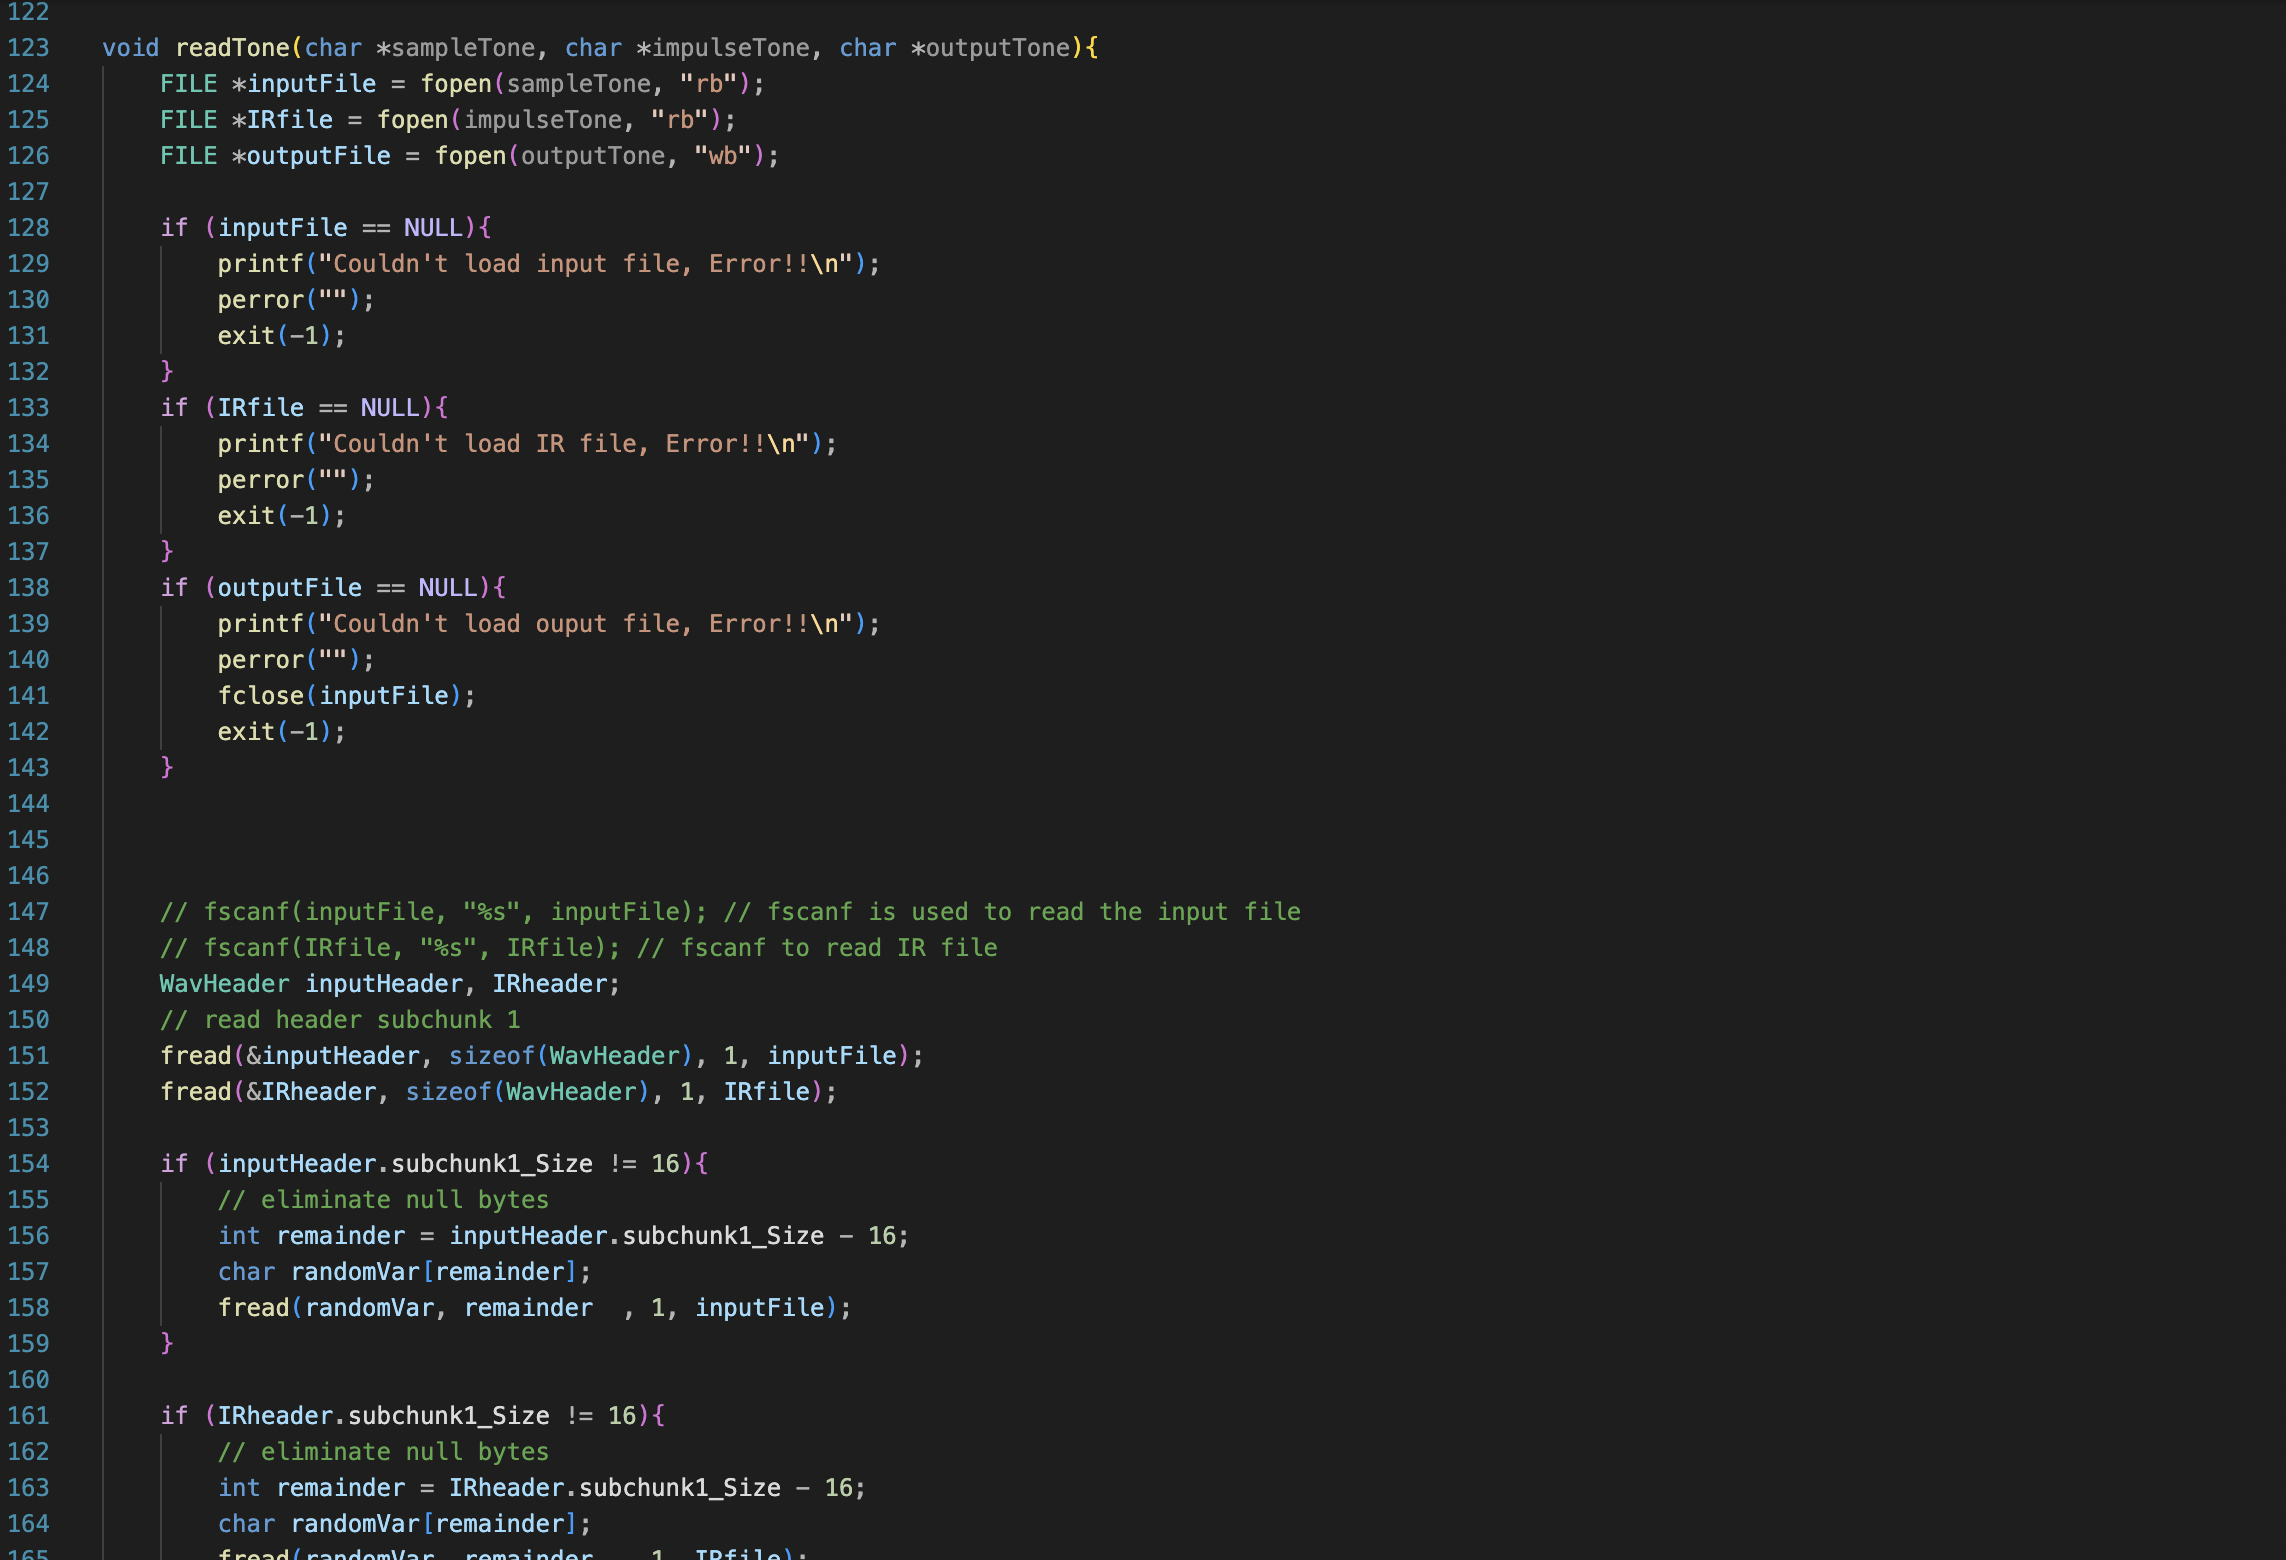 122
123 void readTone(char *sampleTone, char *impulseTone, char *outputTone){
124 FILE *inputFile = fopen(sampleTone, "rb");
125 FILE *IRfile = fopen(impulseTone, "rb");
126 FILE *outputFile = fopen(outputTone, "wb");
127
128 if (inputFile == NULL){
129 printf("Couldn't load input file, Error!!\n");
130 perror("");
131 exit(-1);
132 }
133 if (IRfile == NULL){
134 printf("Couldn't load IR file, Error!!\n");
135 perror("");
136 exit(-1);
137 }
138 if (outputFile == NULL){
139 printf("Couldn't load ouput file, Error!!\n");
140 perror("");
141 fclose(inputFile);
142 exit(-1);
143 }
144
145
146
147 // fscanf(inputFile, "%s", inputFile); // fscanf is used to read the input file
148 // fscanf(IRfile, "%s", IRfile); // fscanf to read IR file
149 WavHeader inputHeader, IRheader;
150 // read header subchunk 1
151 fread(&inputHeader, sizeof(WavHeader), 1, inputFile);
152 fread(&IRheader, sizeof(WavHeader), 1, IRfile);
153
154 if (inputHeader.subchunk1_Size != 16){
155 // eliminate null bytes
156 int remainder = inputHeader.subchunk1_Size - 16;
157 char randomVar[remainder];
158 fread(randomVar, remainder  , 1, inputFile);
159 }
160
161 if (IRheader.subchunk1_Size != 16){
162 // eliminate null bytes
163 int remainder = IRheader.subchunk1_Size - 16;
164 char randomVar[remainder];
165 fread(randomVar, remainder  , 1, IRfile);